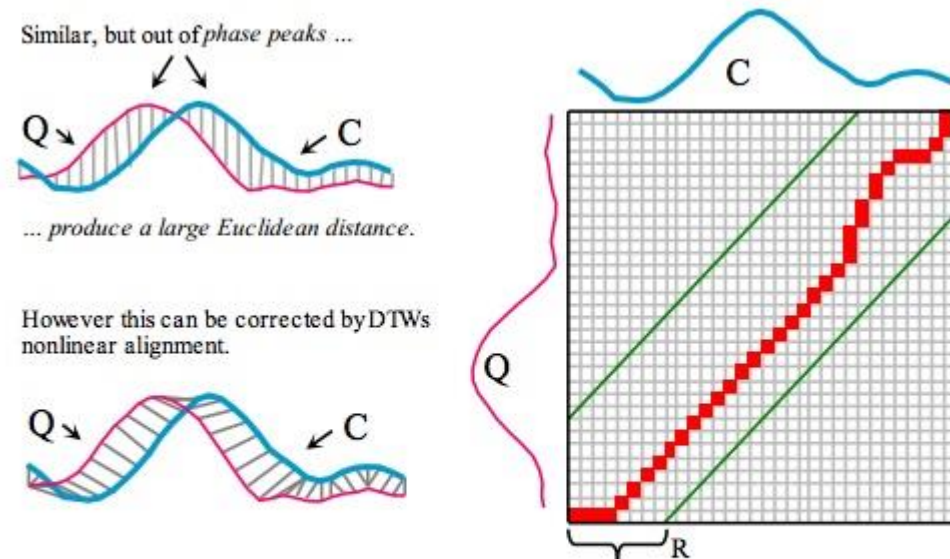 Similar, but out of phase peaks ...
Q
C
... produce a large Euclidean distance.
However this can be corrected by DTWs
nonlinear alignment.
Q
C
C
Q
R